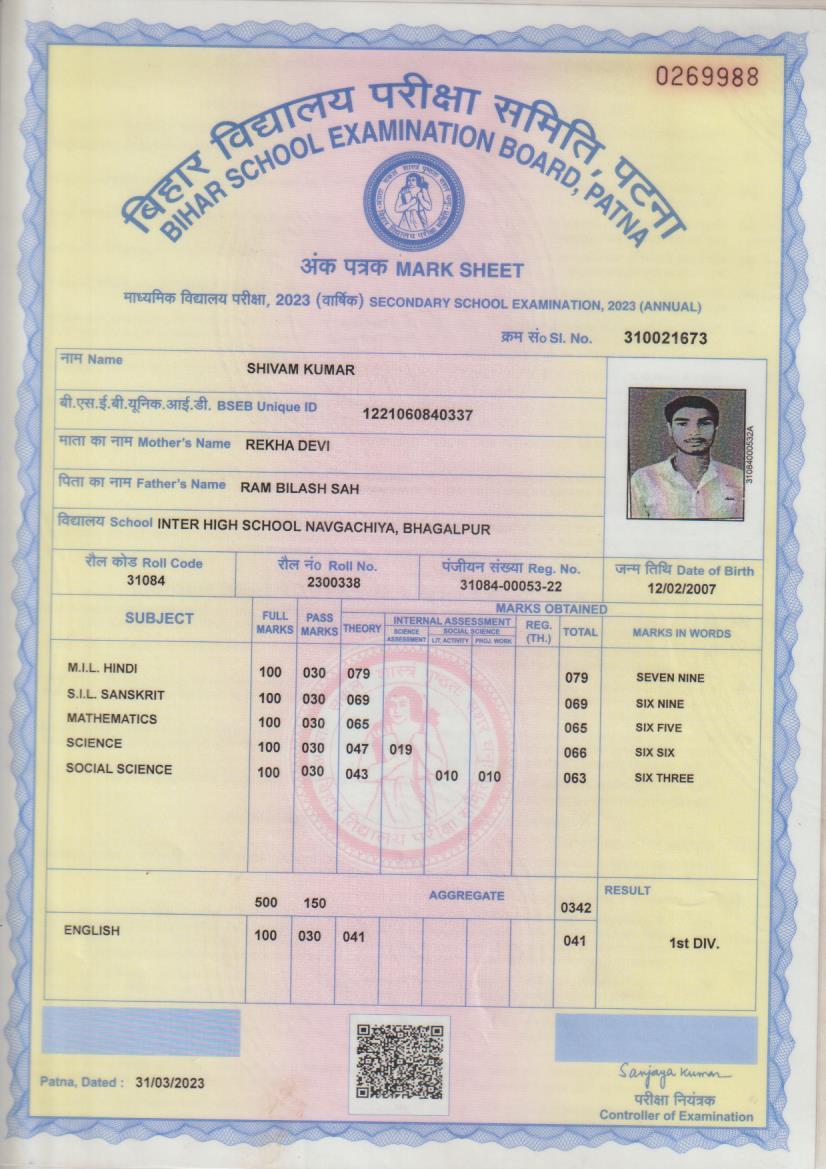 0269988
बिहार विद्यालय परीक्षा समिति, पटना
BIHAR SCHOOL EXAMINATION BOARD, PATNA
अंक पत्रक MARK SHEET
माध्यमिक विद्यालय परीक्षा, 2023 (वार्षिक) SECONDARY SCHOOL EXAMINATION, 2023 (ANNUAL)
क्रम सं० Sl. No. 310021673
नाम Name SHIVAM KUMAR
बी.एस.ई.बी.यूनिक.आई.डी. BSEB Unique ID 1221060840337
माता का नाम Mother's Name REKHA DEVI
पिता का नाम Father's Name RAM BILASH SAH
विद्यालय School INTER HIGH SCHOOL NAVGACHIYA, BHAGALPUR
31084000532A
रौल कोड Roll Code रौल नं० Roll No. पंजीयन संख्या Reg. No. जन्म तिथि Date of Birth
31084 2300338 31084-00053-22 12/02/2007
SUBJECT FULL MARKS PASS MARKS MARKS OBTAINED
THEORY INTERNAL ASSESSMENT REG. (TH.) TOTAL MARKS IN WORDS
SCIENCE ASSESSMENT SOCIAL SCIENCE LIT. ACTIVITY PROJ. WORK
M.I.L. HINDI 100 030 079 079 SEVEN NINE
S.I.L. SANSKRIT 100 030 069 069 SIX NINE
MATHEMATICS 100 030 065 065 SIX FIVE
SCIENCE 100 030 047 019 066 SIX SIX
SOCIAL SCIENCE 100 030 043 010 010 063 SIX THREE
500 150 AGGREGATE 0342 RESULT
ENGLISH 100 030 041 041 1st DIV.
Patna, Dated : 31/03/2023
Sanjaya Kumar
परीक्षा नियंत्रक
Controller of Examination